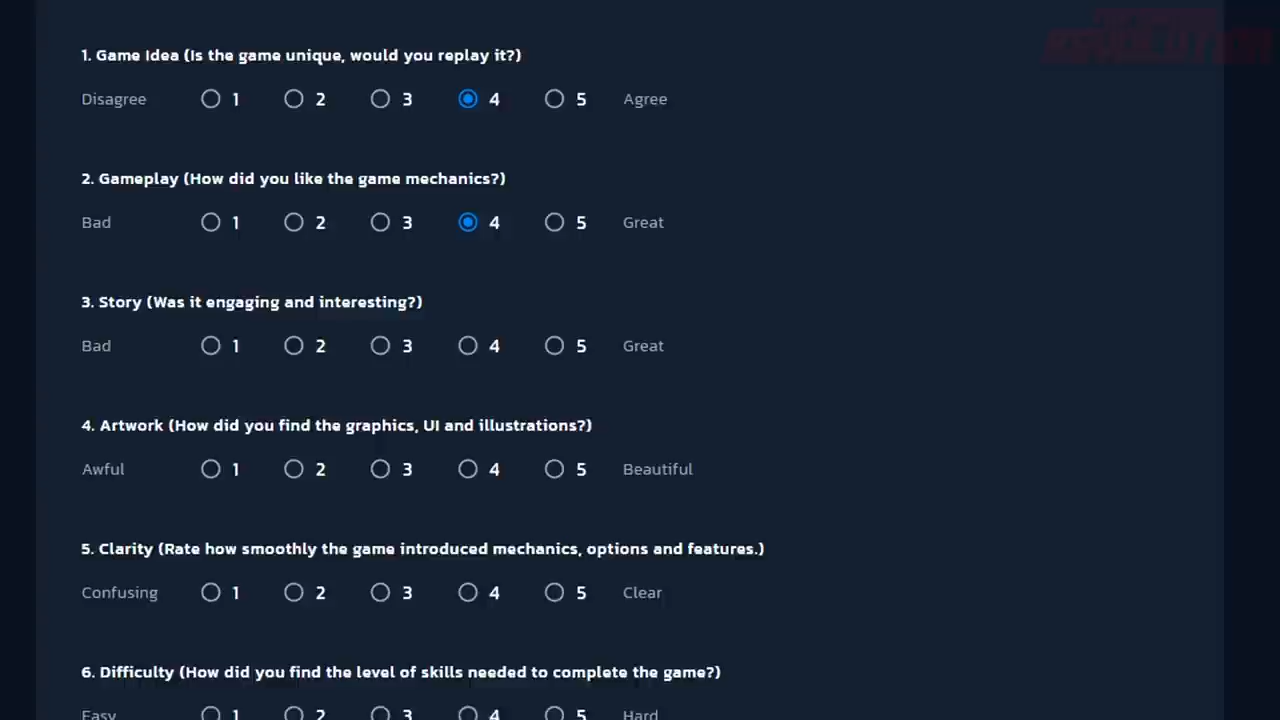 1. Game Idea (Is the game unique, would you replay it?)
Disagree 1 2 3 4 5 Agree
2. Gameplay (How did you like the game mechanics?)
Bad 1 2 3 4 5 Great
3. Story (Was it engaging and interesting?)
Bad 1 2 3 4 5 Great
4. Artwork (How did you find the graphics, UI and illustrations?)
Awful 1 2 3 4 5 Beautiful
5. Clarity (Rate how smoothly the game introduced mechanics, options and features.)
Confusing 1 2 3 4 5 Clear
6. Difficulty (How did you find the level of skills needed to complete the game?)
Easy 1 2 3 4 5 Hard